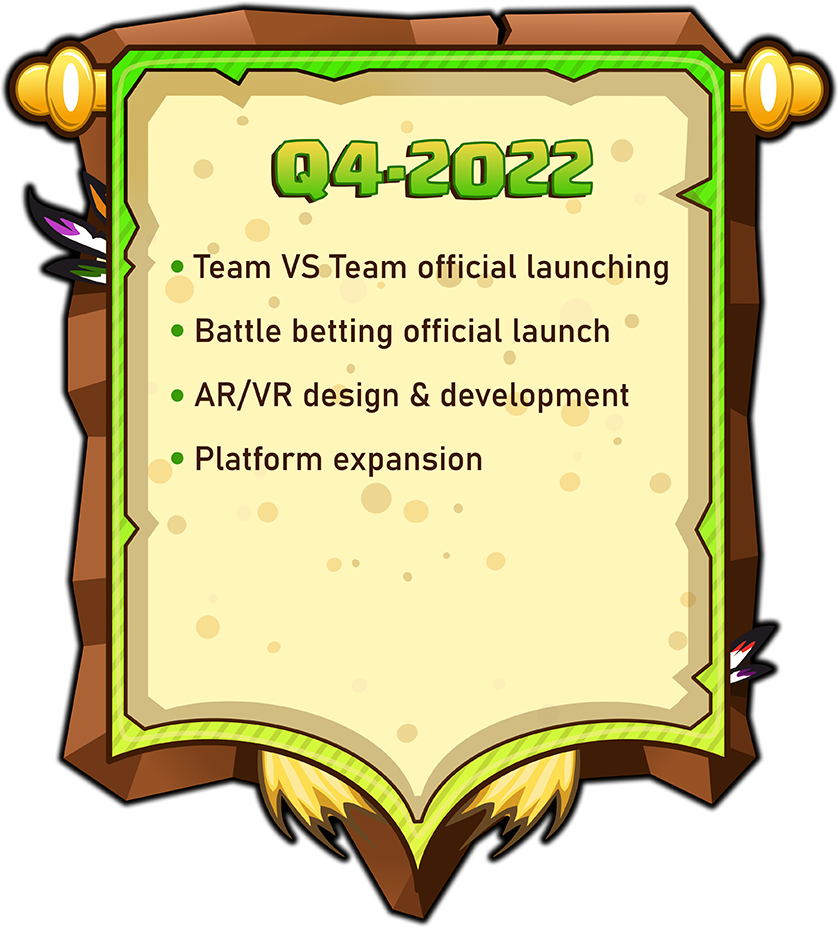 Q4-2022
• Team VS Team official launching
• Battle betting official launch
• AR/VR design & development
• Platform expansion